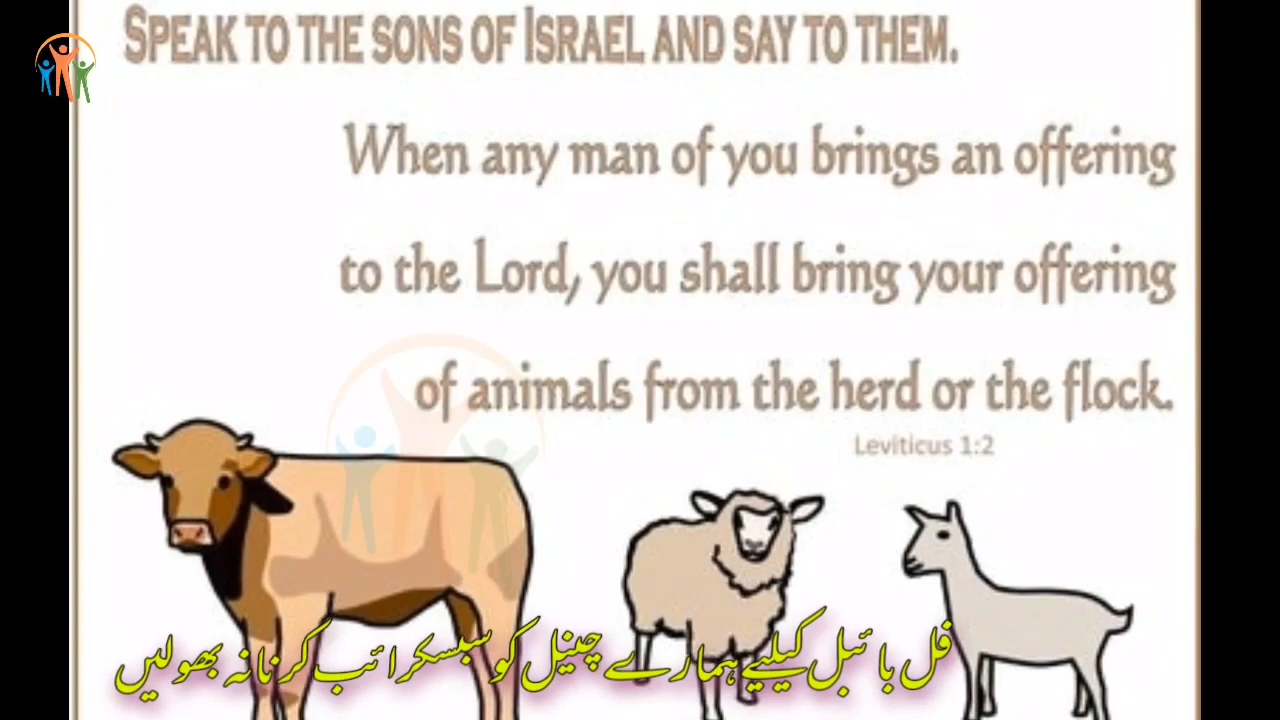 SPEAK TO THE SONS OF ISRAEL AND SAY TO THEM.
When any man of you brings an offering
to the Lord, you shall bring your offering
of animals from the herd or the flock.
Leviticus 1:2
فل بائبل کیلیے ہمارے چینل کو سبسکرائب کرنا نہ بھولیں